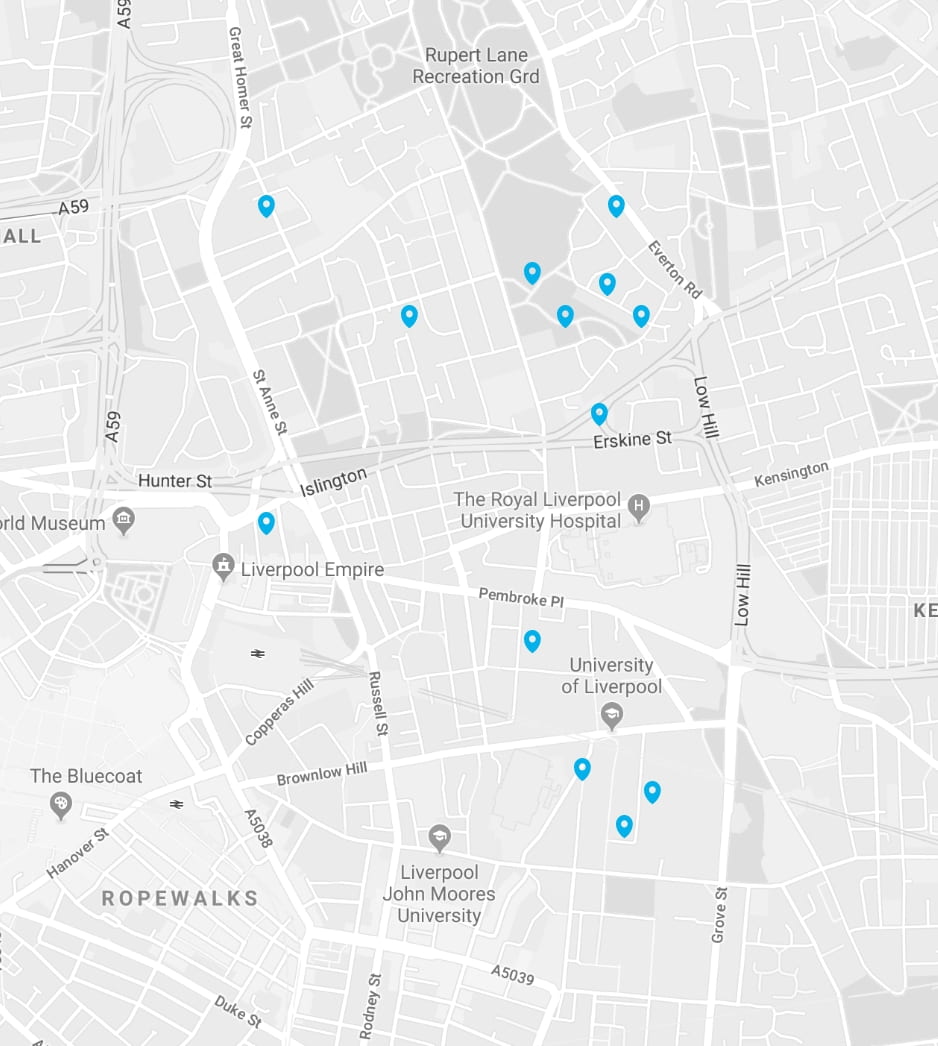 A59
Great Homer St
Rupert Lane
Recreation Grd
A59
ALL
Everton Rd
St Anne St
Low Hill
A59
Erskine St
Hunter St
Islington
Kensington
The Royal Liverpool
University Hospital
H
orld Museum
Liverpool Empire
Pembroke Pl
Low Hill
KE
University
of Liverpool
Russell St
Copperas Hill
Brownlow Hill
The Bluecoat
A5038
Hanover St
Liverpool
John Moores
University
ROPEWALKS
Grove St
A5039
Duke St
Rodney St